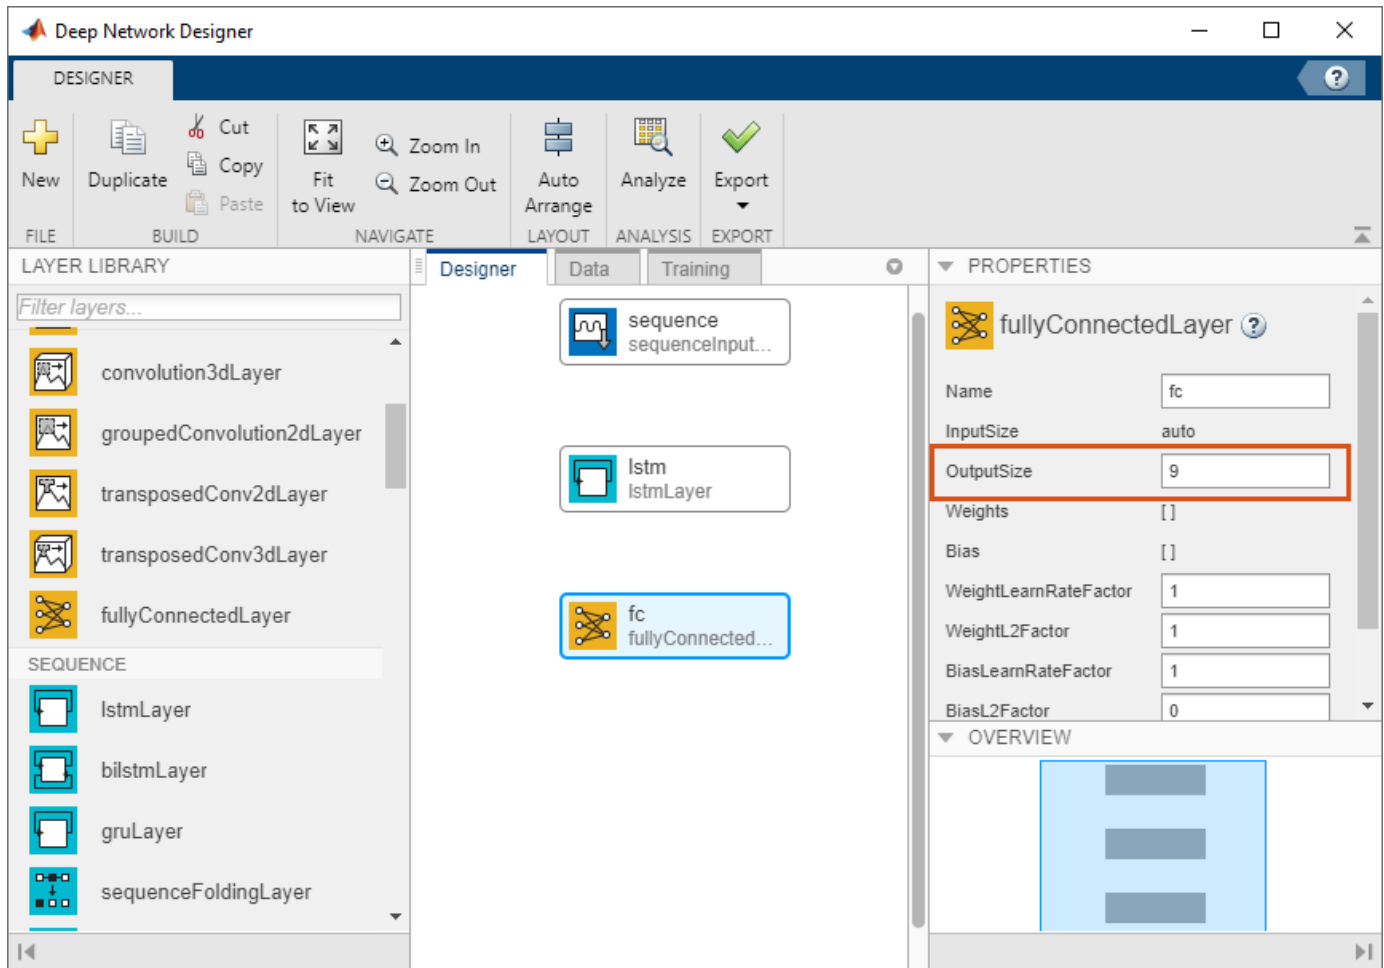 Deep Network Designer
DESIGNER
New
Duplicate
Cut
Copy
Paste
Fit
to View
Zoom In
Zoom Out
Auto
Arrange
Analyze
Export
FILE
BUILD
NAVIGATE
LAYOUT
ANALYSIS
EXPORT
LAYER LIBRARY
Filter layers...
convolution3dLayer
groupedConvolution2dLayer
transposedConv2dLayer
transposedConv3dLayer
fullyConnectedLayer
SEQUENCE
lstmLayer
bilstmLayer
gruLayer
sequenceFoldingLayer
Designer
Data
Training
sequence
sequenceInput...
lstm
lstmLayer
fc
fullyConnected...
PROPERTIES
fullyConnectedLayer ?
Name fc
InputSize auto
OutputSize 9
Weights [ ]
Bias [ ]
WeightLearnRateFactor 1
WeightL2Factor 1
BiasLearnRateFactor 1
BiasL2Factor 0
OVERVIEW